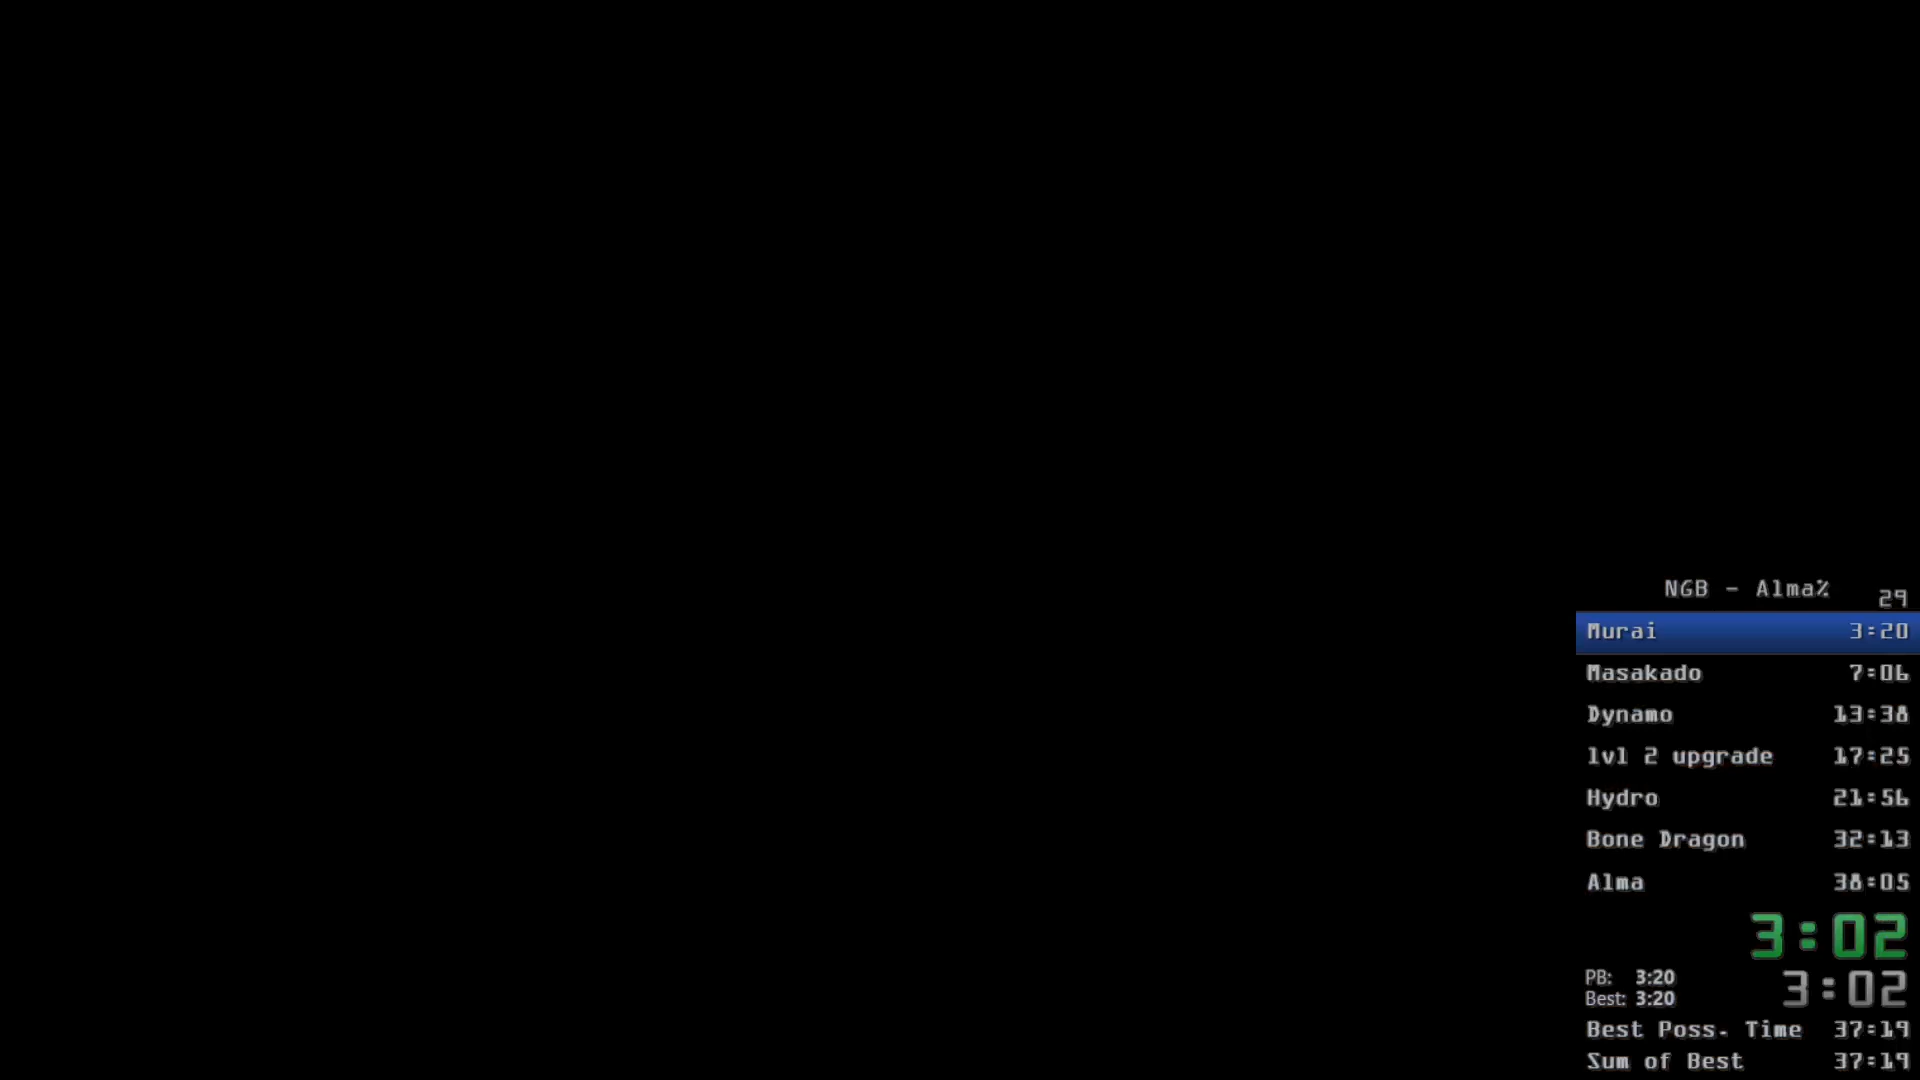 NGB - Alma%
29
Murai 3:20
Masakado 7:06
Dynamo 13:38
lvl 2 upgrade 17:25
Hydro 21:56
Bone Dragon 32:13
Alma 38:05
3:02
PB: 3:20
3:02
Best: 3:20
Best Poss. Time 37:19
Sum of Best 37:19